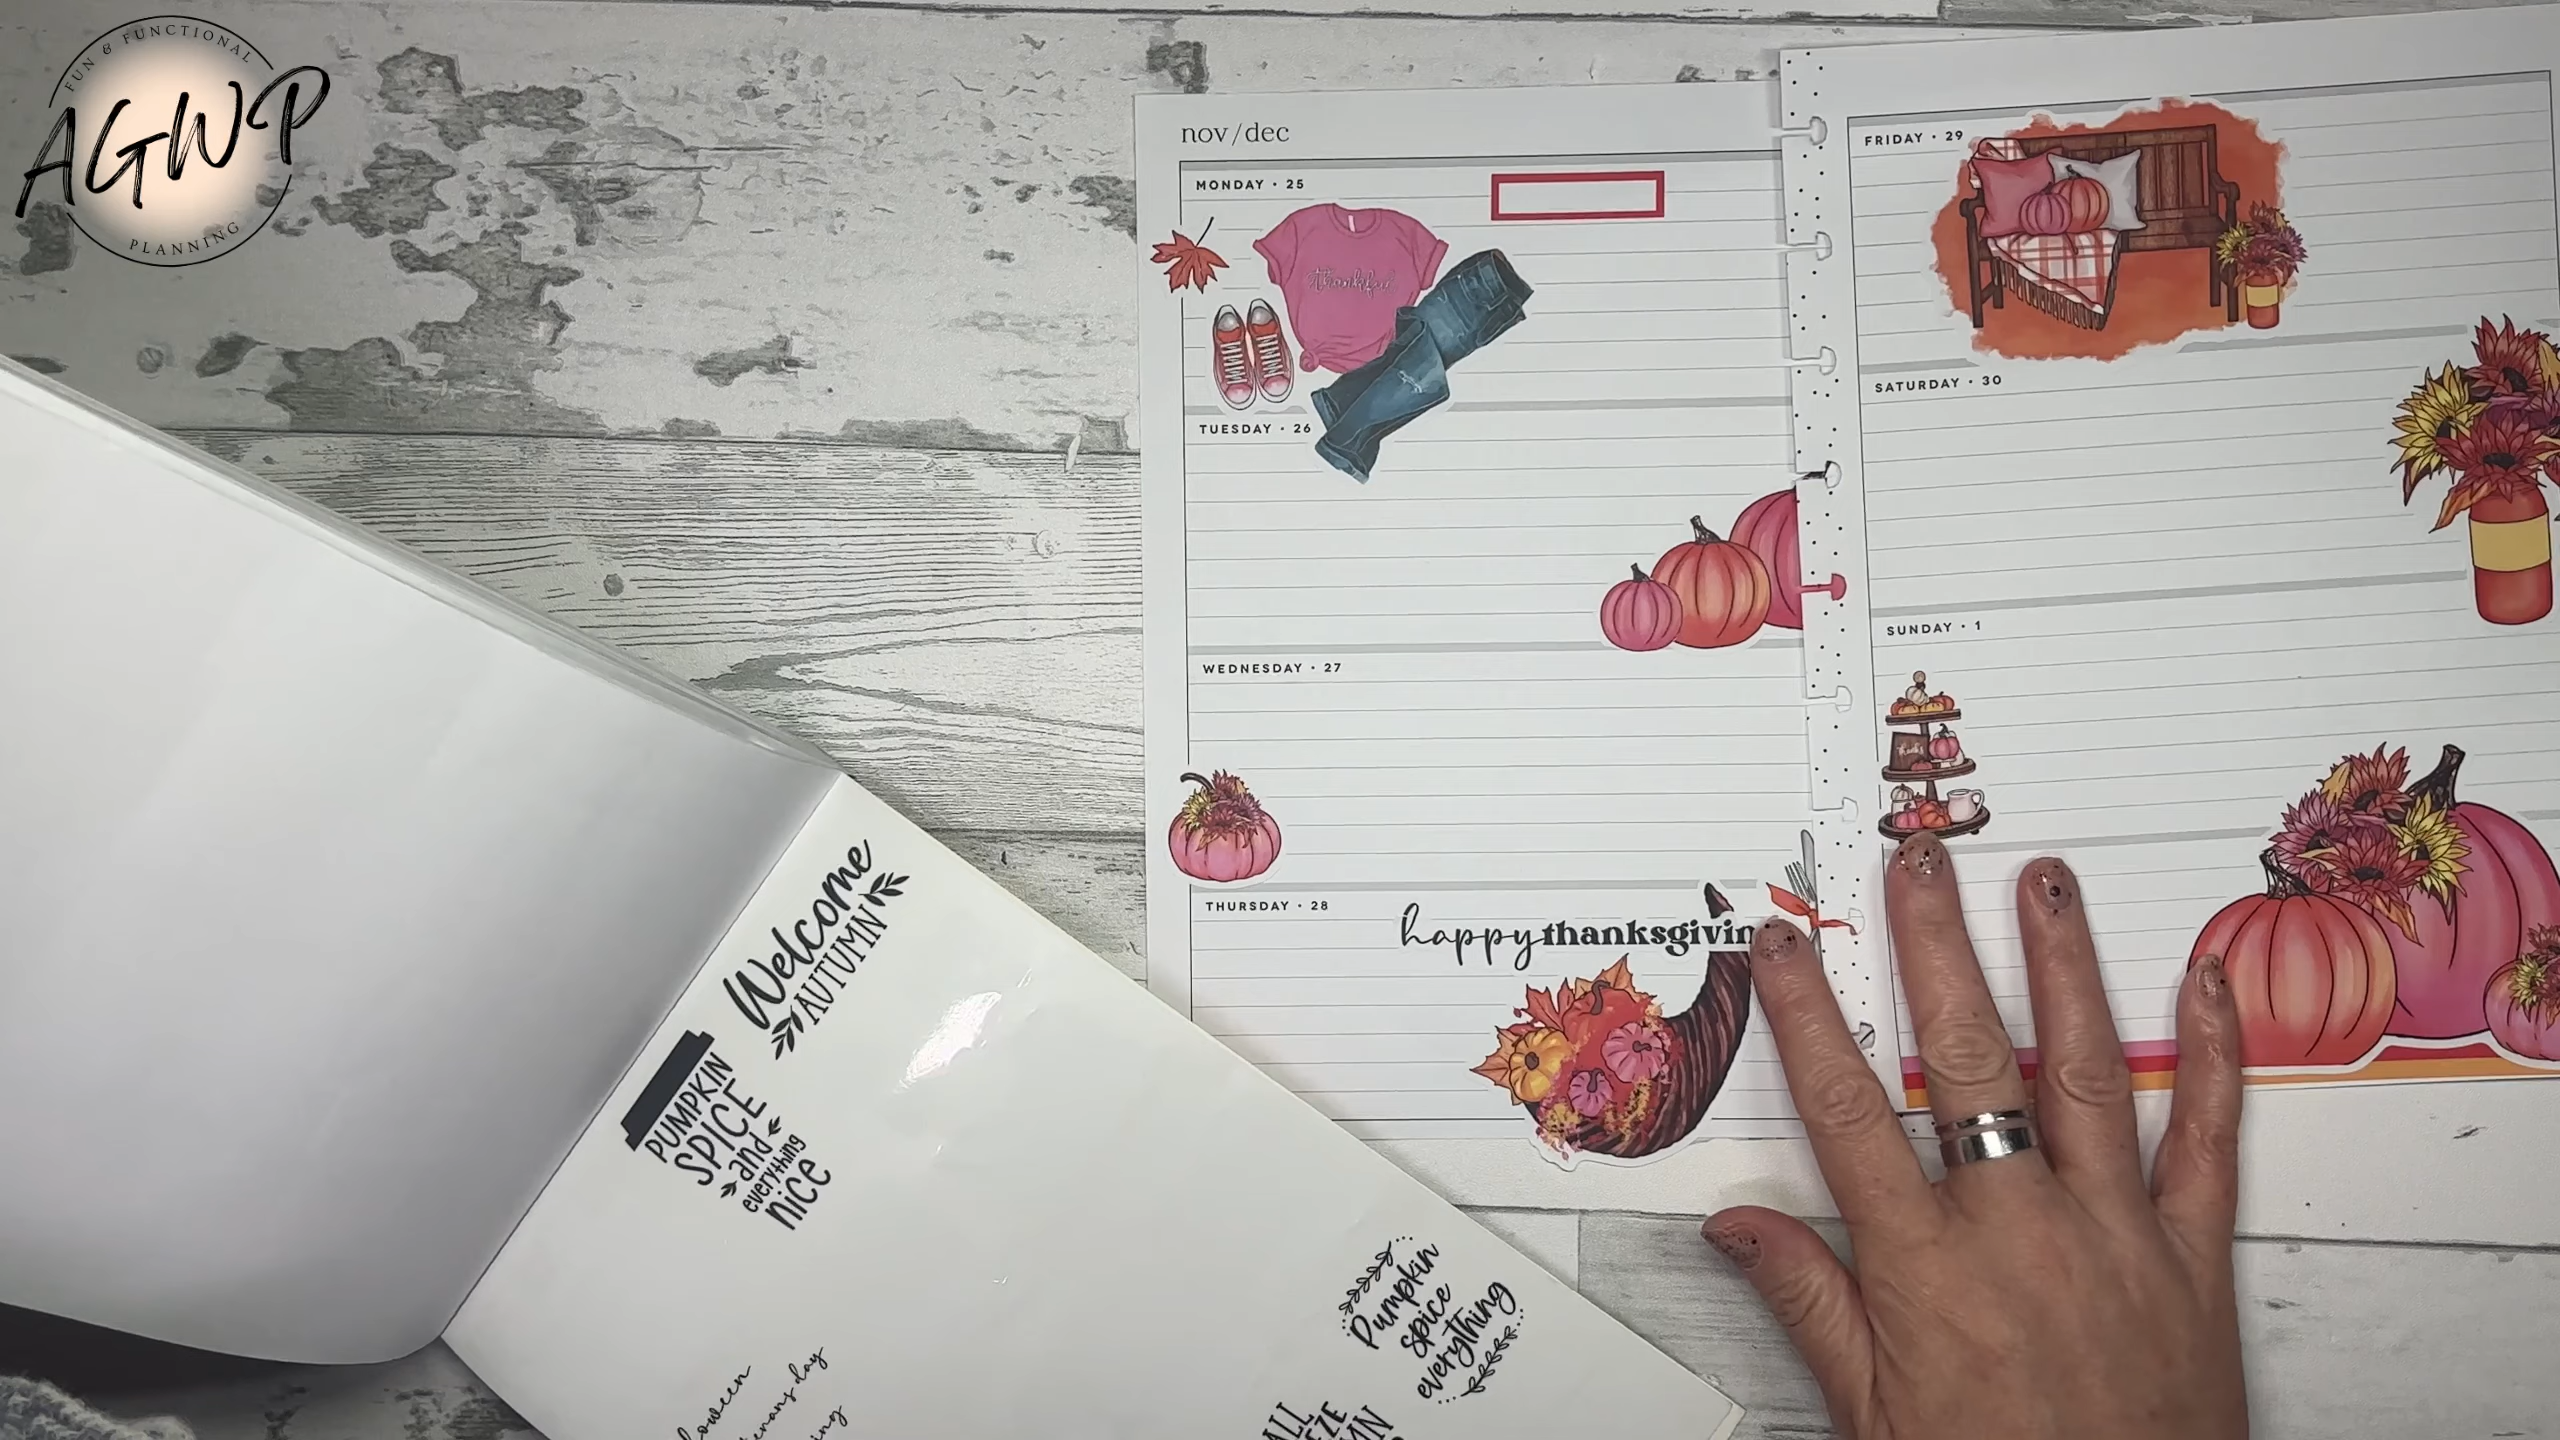 FUN & FUNCTIONAL
AGWP
PLANNING
nov/dec
MONDAY • 25
thankful
TUESDAY • 26
WEDNESDAY • 27
THURSDAY • 28
happythanksgivin
FRIDAY • 29
SATURDAY • 30
SUNDAY • 1
Welcome
AUTUMN
PUMPKIN
SPICE
and
everything
nice
Pumpkin
spice
everything